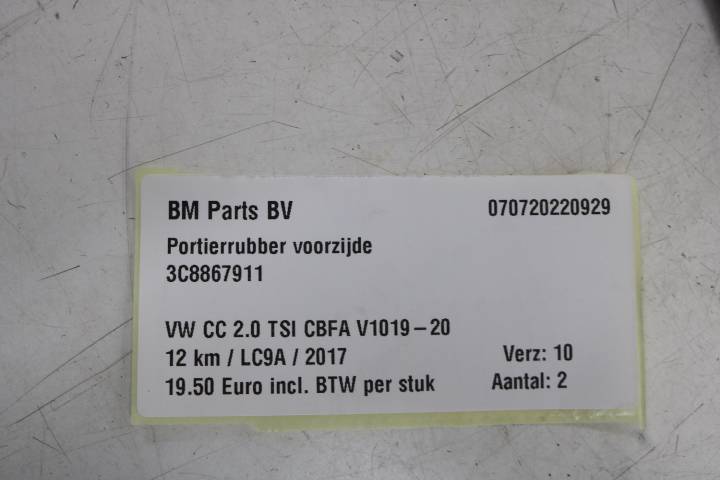 BM Parts BV 070720220929
Portierrubber voorzijde
3C8867911
VW CC 2.0 TSI CBFA V1019-20
12 km / LC9A / 2017 Verz: 10
19.50 Euro incl. BTW per stuk Aantal: 2